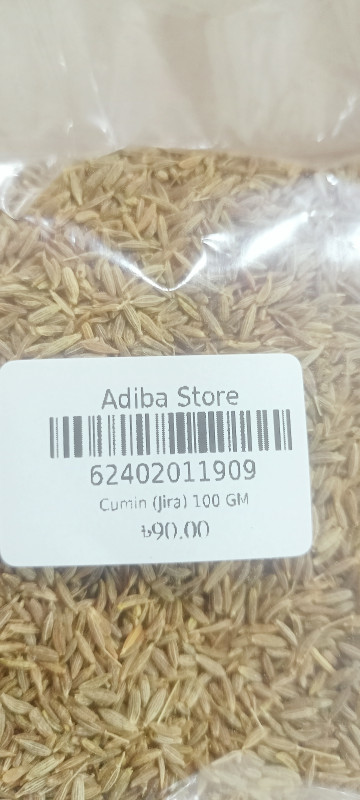 Adiba Store
62402011909
Cumin (Jira) 100 GM
৳90.00